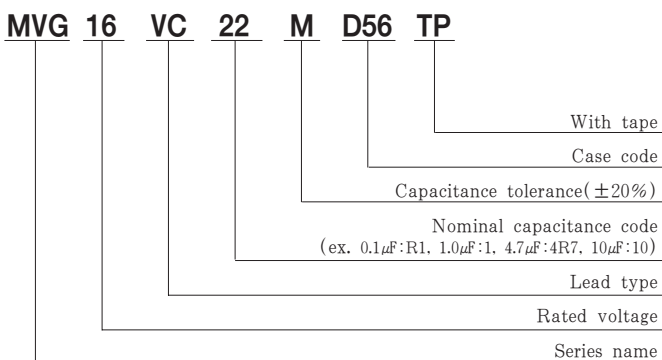 MVG 16 VC 22 M D56 TP
With tape
Case code
Capacitance tolerance(±20%)
Nominal capacitance code
(ex. 0.1μF:R1, 1.0μF:1, 4.7μF:4R7, 10μF:10)
Lead type
Rated voltage
Series name